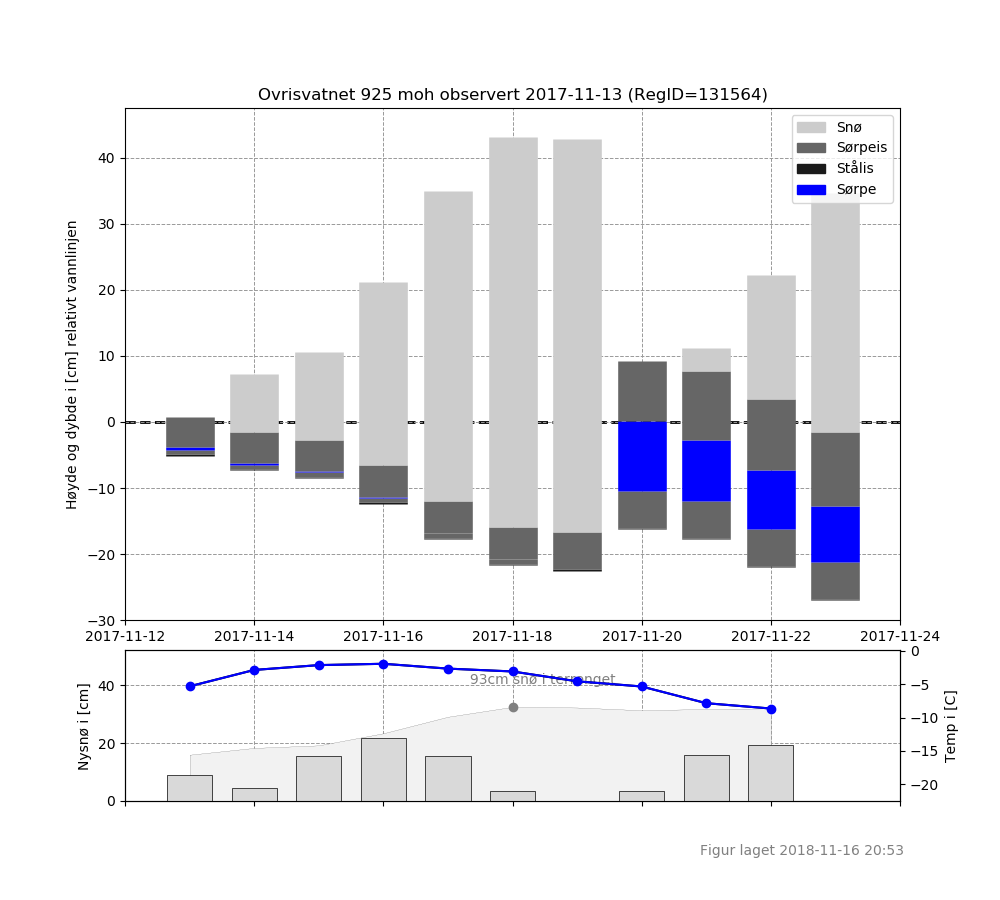 Ovrisvatnet 925 moh observert 2017-11-13 (RegID=131564)
Høyde og dybde i [cm] relativt vannlinjen
40
30
20
10
0
−10
−20
−30
Snø
Sørpeis
Stålis
Sørpe
2017-11-12 2017-11-14 2017-11-16 2017-11-18 2017-11-20 2017-11-22 2017-11-24
Nysnø i [cm]
40
20
0
93cm snø i terrenget
0
−5
−10
−15
−20
Temp i [C]
Figur laget 2018-11-16 20:53